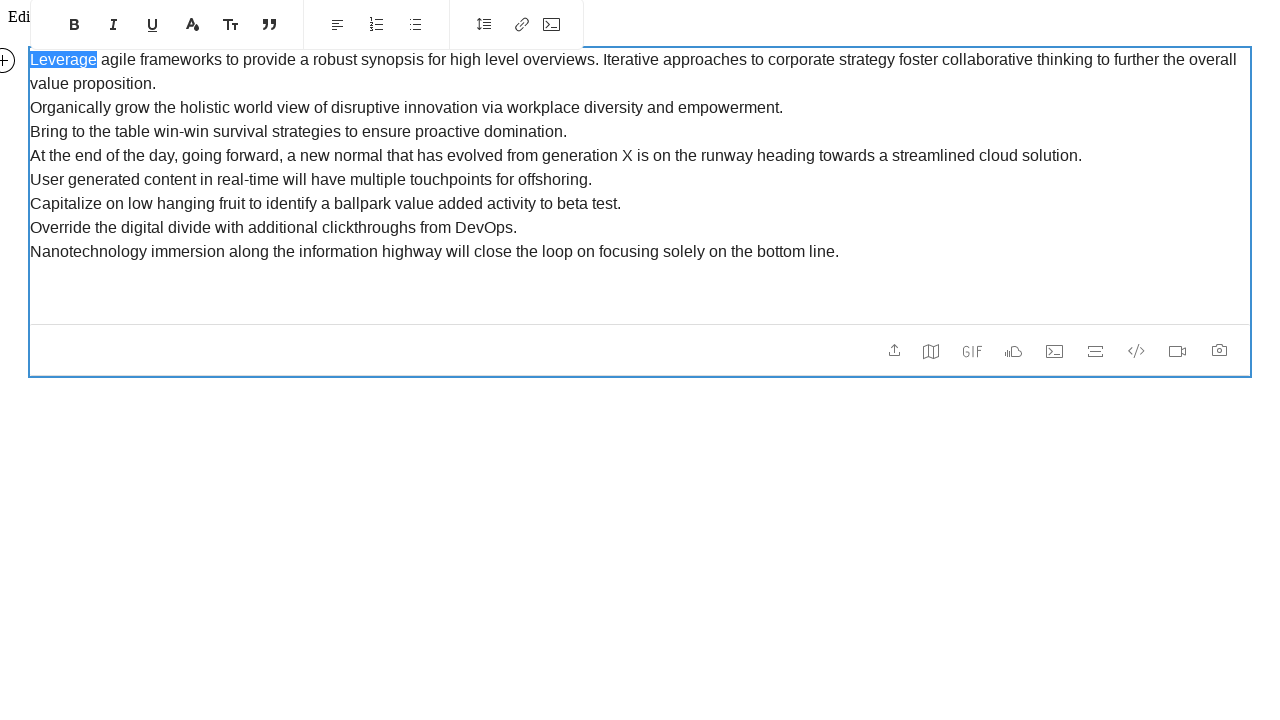 Edi
Leverage agile frameworks to provide a robust synopsis for high level overviews. Iterative approaches to corporate strategy foster collaborative thinking to further the overall
value proposition.
Organically grow the holistic world view of disruptive innovation via workplace diversity and empowerment.
Bring to the table win-win survival strategies to ensure proactive domination.
At the end of the day, going forward, a new normal that has evolved from generation X is on the runway heading towards a streamlined cloud solution.
User generated content in real-time will have multiple touchpoints for offshoring.
Capitalize on low hanging fruit to identify a ballpark value added activity to beta test.
Override the digital divide with additional clickthroughs from DevOps.
Nanotechnology immersion along the information highway will close the loop on focusing solely on the bottom line.
GIF